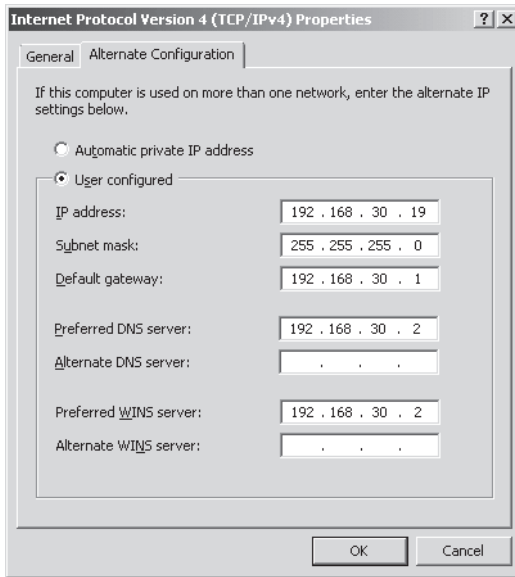 Internet Protocol Version 4 (TCP/IPv4) Properties ? X
General Alternate Configuration
If this computer is used on more than one network, enter the alternate IP
settings below.
Automatic private IP address
User configured
IP address: 192 . 168 . 30 . 19
Subnet mask: 255 . 255 . 255 . 0
Default gateway: 192 . 168 . 30 . 1
Preferred DNS server: 192 . 168 . 30 . 2
Alternate DNS server: . . .
Preferred WINS server: 192 . 168 . 30 . 2
Alternate WINS server: . . .
OK Cancel